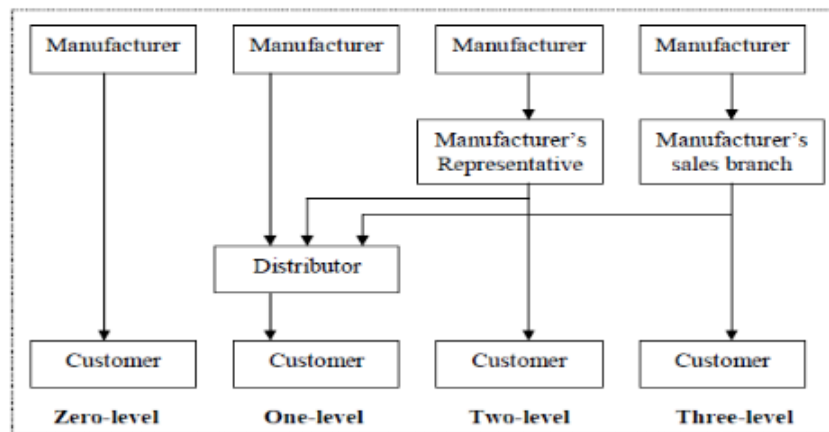 Manufacturer Manufacturer Manufacturer Manufacturer
Manufacturer's Manufacturer's
Representative sales branch
Distributor
Customer Customer Customer Customer
Zero-level One-level Two-level Three-level